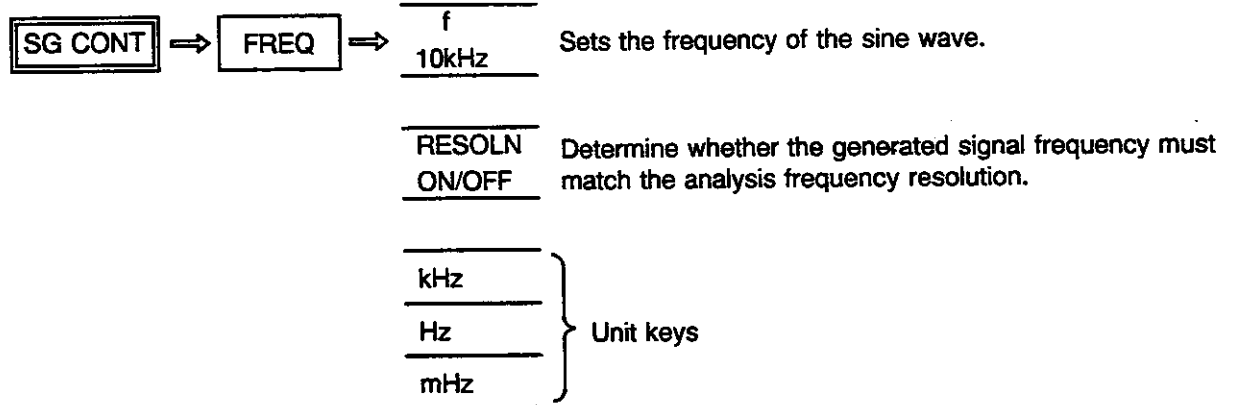 SG CONT ⇒ FREQ ⇒ f
10kHz
Sets the frequency of the sine wave.
RESOLN
ON/OFF
Determine whether the generated signal frequency must
match the analysis frequency resolution.
kHz
Hz
mHz
Unit keys